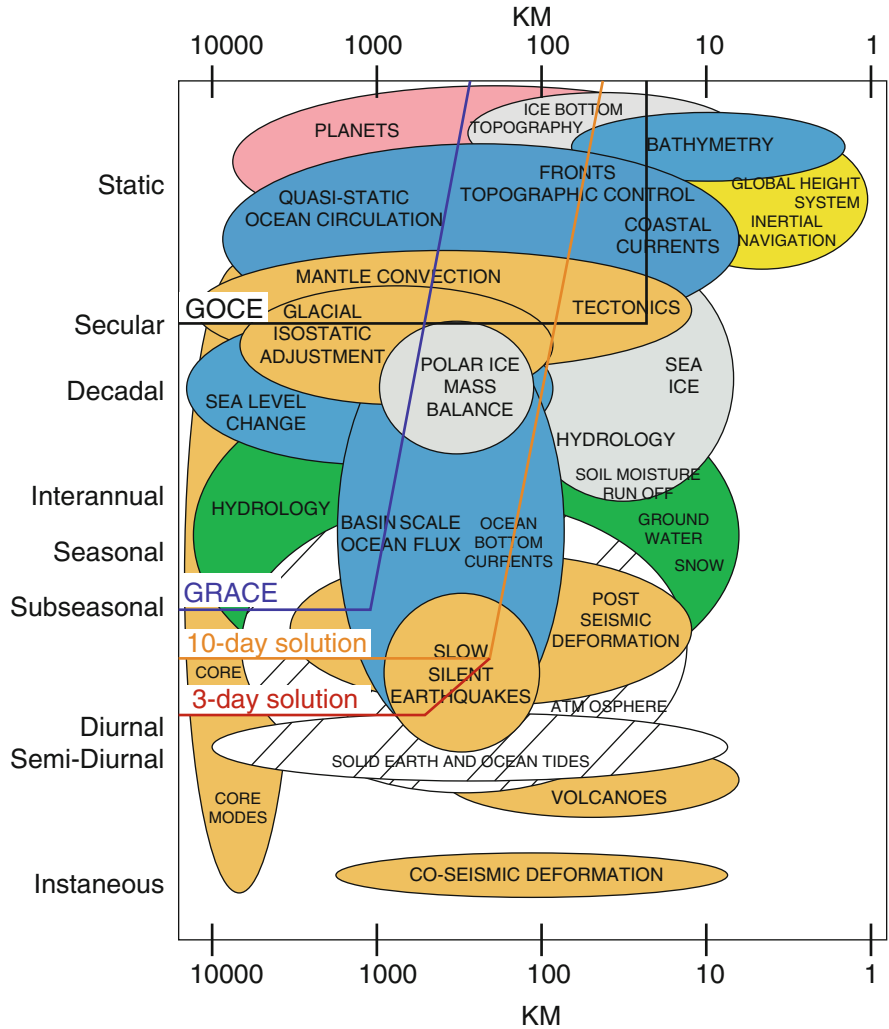 KM
10000 1000 100 10 1
ICE BOTTOM
TOPOGRAPHY
PLANETS
BATHYMETRY
Static
FRONTS
TOPOGRAPHIC CONTROL
QUASI-STATIC
OCEAN CIRCULATION
GLOBAL HEIGHT
SYSTEM
INERTIAL
NAVIGATION
COASTAL
CURRENTS
MANTLE CONVECTION
GOCE
TECTONICS
Secular
GLACIAL
ISOSTATIC
ADJUSTMENT
POLAR ICE
MASS
BALANCE
SEA
ICE
Decadal
SEA LEVEL
CHANGE
HYDROLOGY
SOIL MOISTURE
RUN OFF
Interannual
HYDROLOGY
BASIN SCALE
OCEAN FLUX
OCEAN
BOTTOM
CURRENTS
GROUND
WATER
SNOW
Seasonal
GRACE
Subseasonal
POST
SEISMIC
DEFORMATION
10-day solution
CORE
SLOW
SILENT
EARTHQUAKES
3-day solution
ATM OSPHERE
Diurnal
Semi-Diurnal
SOLID EARTH AND OCEAN TIDES
CORE
MODES
VOLCANOES
Instaneous
CO-SEISMIC DEFORMATION
10000 1000 100 10 1
KM